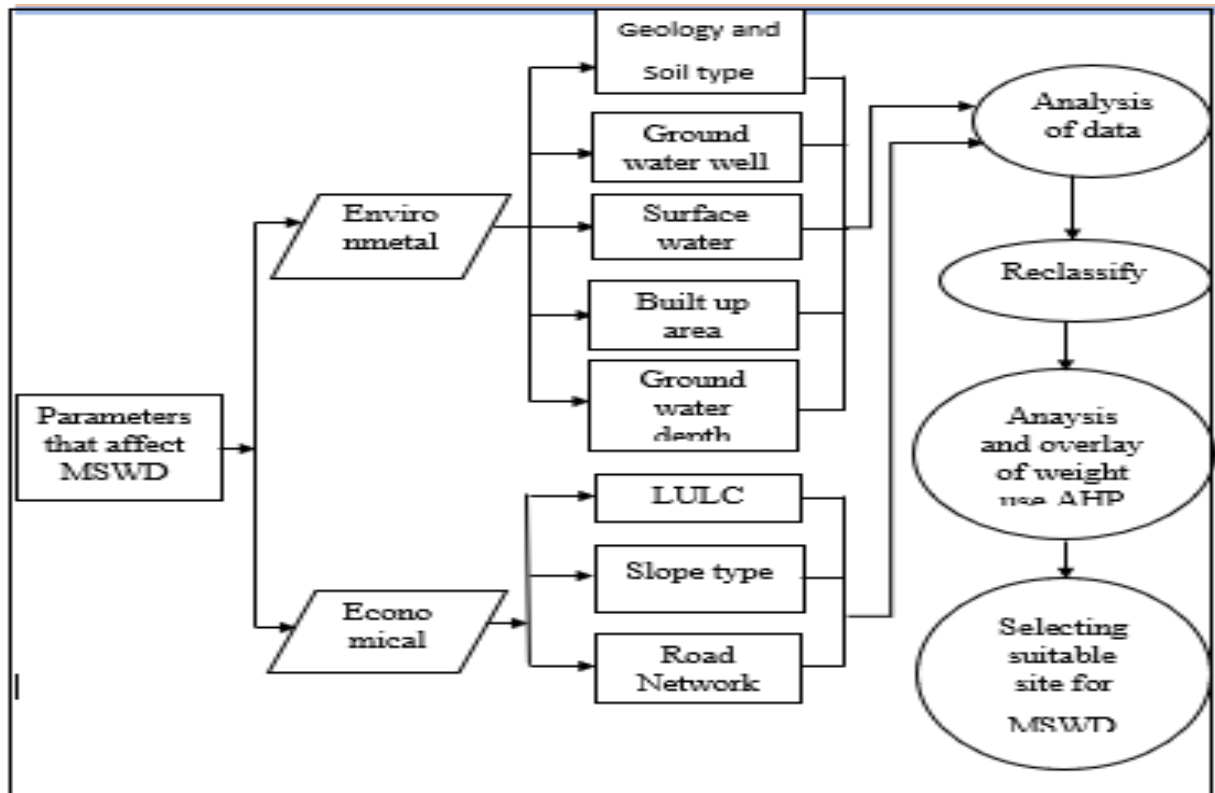 Geology and
Soil type
Ground
water well
Surface
water
Built up
area
Ground
water
depth
Environ
nmetal
Parameters
that affect
MSWD
Econo
mical
LULC
Slope type
Road
Network
Analysis
of data
Reclassify
Anaysis
and overlay
of weight
use AHP
Selecting
suitable
site for
MSWD